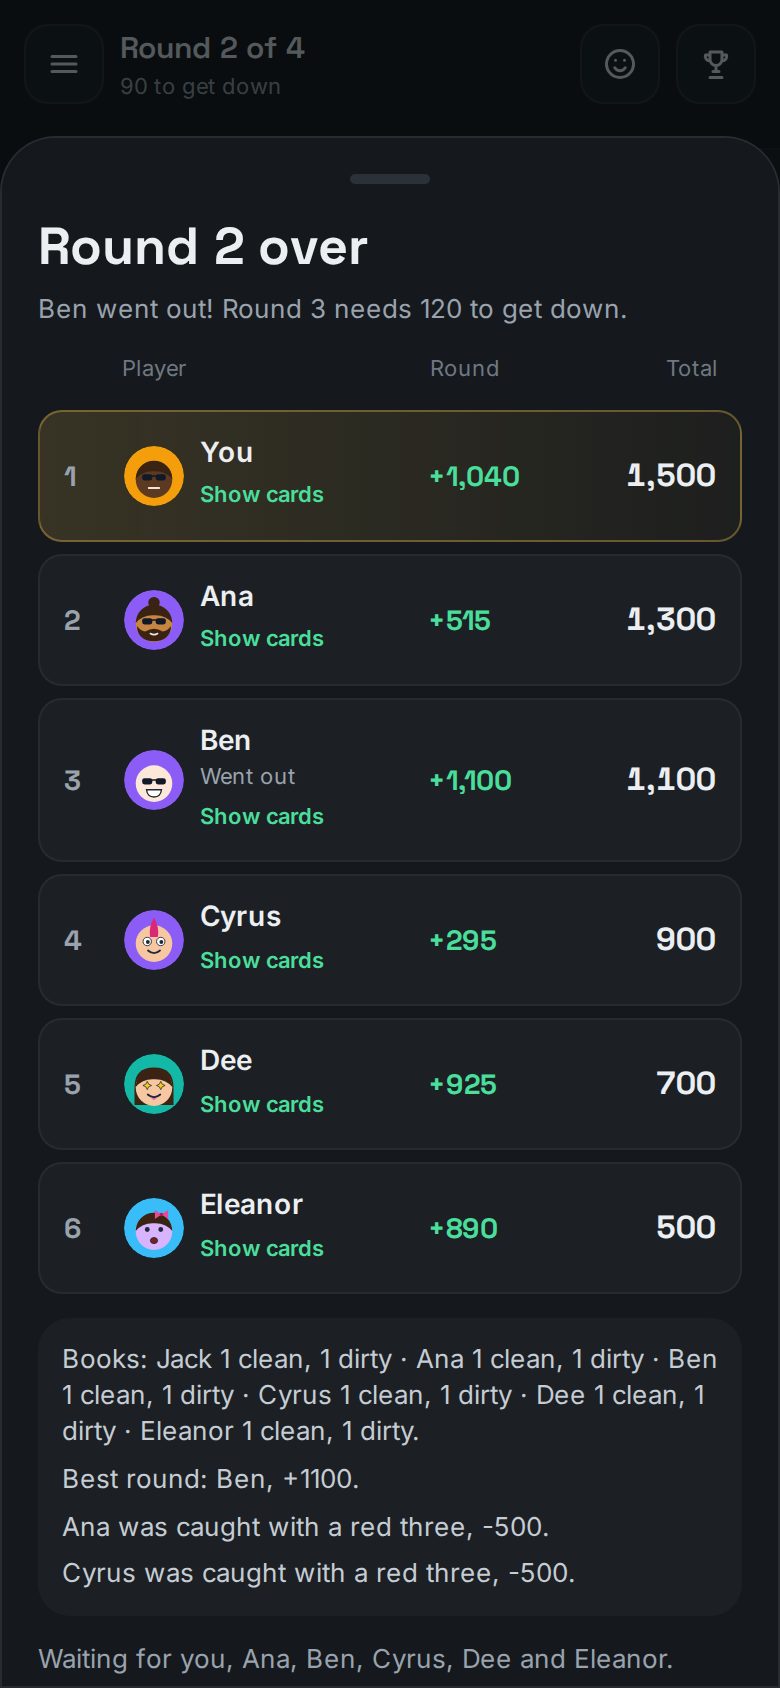 Round 2 of 4
90 to get down
Round 2 over
Ben went out! Round 3 needs 120 to get down.
Player Round Total
1 You +1,040 1,500
Show cards
2 Ana +515 1,300
Show cards
3 Ben +1,100 1,100
Went out
Show cards
4 Cyrus +295 900
Show cards
5 Dee +925 700
Show cards
6 Eleanor +890 500
Show cards
Books: Jack 1 clean, 1 dirty · Ana 1 clean, 1 dirty · Ben
1 clean, 1 dirty · Cyrus 1 clean, 1 dirty · Dee 1 clean, 1
dirty · Eleanor 1 clean, 1 dirty.
Best round: Ben, +1100.
Ana was caught with a red three, -500.
Cyrus was caught with a red three, -500.
Waiting for you, Ana, Ben, Cyrus, Dee and Eleanor.